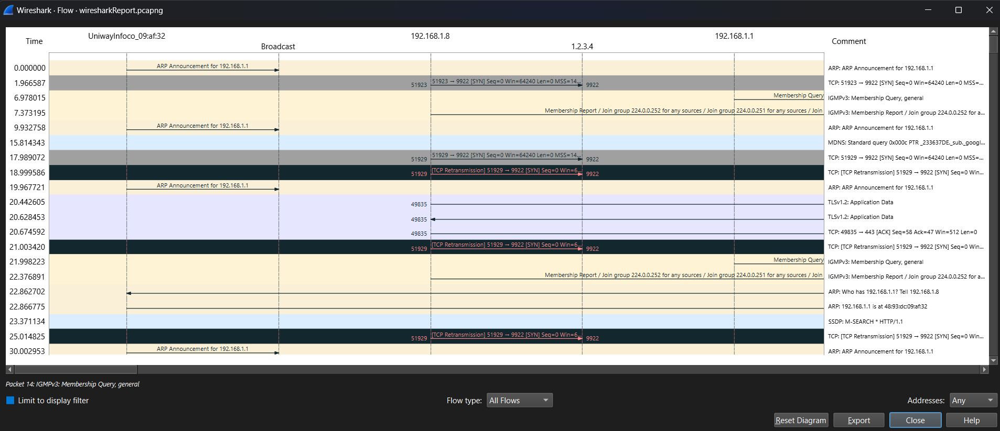 Wireshark · Flow · wiresharkReport.pcapng
Time UniwayInfoco_09:af:32 Broadcast 192.168.1.8 1.2.3.4 192.168.1.1 Comment
0.000000 ARP Announcement for 192.168.1.1 ARP: ARP Announcement for 192.168.1.1
1.966587 51923 51923 → 9922 [SYN] Seq=0 Win=64240 Len=0 MSS=14... 9922 TCP: 51923 → 9922 [SYN] Seq=0 Win=64240 Len=0 MSS=...
6.978015 Membership Query IGMPv3: Membership Query, general
7.373195 Membership Report / Join group 224.0.0.252 for any sources / Join group 224.0.0.251 for any sources / Join IGMPv3: Membership Report / Join group 224.0.0.252 for a...
9.932758 ARP Announcement for 192.168.1.1 ARP: ARP Announcement for 192.168.1.1
15.814343 MDNS: Standard query 0x000c PTR _233637DE._sub._googl...
17.989072 51929 51929 → 9922 [SYN] Seq=0 Win=64240 Len=0 MSS=14... 9922 TCP: 51929 → 9922 [SYN] Seq=0 Win=64240 Len=0 MSS=...
18.999586 51929 [TCP Retransmission] 51929 → 9922 [SYN] Seq=0 Win=6... 9922 TCP: [TCP Retransmission] 51929 → 9922 [SYN] Seq=0 Win...
19.967721 ARP Announcement for 192.168.1.1 ARP: ARP Announcement for 192.168.1.1
20.442605 49835 TLSv1.2: Application Data
20.628453 49835 TLSv1.2: Application Data
20.674592 49835 TCP: 49835 → 443 [ACK] Seq=58 Ack=47 Win=512 Len=0
21.003420 51929 [TCP Retransmission] 51929 → 9922 [SYN] Seq=0 Win=6... 9922 TCP: [TCP Retransmission] 51929 → 9922 [SYN] Seq=0 Win...
21.998223 Membership Query IGMPv3: Membership Query, general
22.376891 Membership Report / Join group 224.0.0.252 for any sources / Join group 224.0.0.251 for any sources / Join IGMPv3: Membership Report / Join group 224.0.0.252 for a...
22.862702 ARP: Who has 192.168.1.1? Tell 192.168.1.8
22.866775 ARP: 192.168.1.1 is at 48:93:dc:09:af:32
23.371134 SSDP: M-SEARCH * HTTP/1.1
25.014825 51929 [TCP Retransmission] 51929 → 9922 [SYN] Seq=0 Win=6... 9922 TCP: [TCP Retransmission] 51929 → 9922 [SYN] Seq=0 Win...
30.002953 ARP Announcement for 192.168.1.1 ARP: ARP Announcement for 192.168.1.1
Packet 14: IGMPv3: Membership Query, general
Limit to display filter Flow type: All Flows Addresses: Any
Reset Diagram Export Close Help